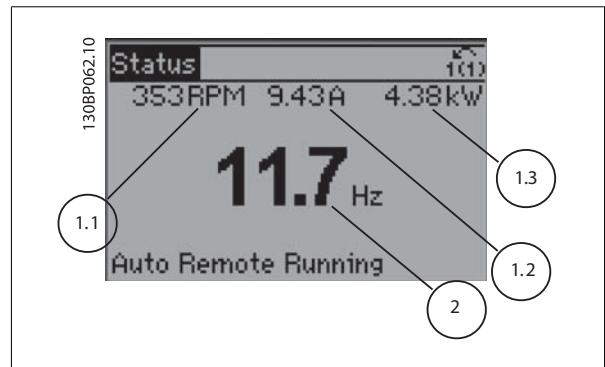 130BP062.10
Status
1(1)
353RPM 9.43A 4.38kW
11.7 Hz
Auto Remote Running
1.1
1.2
1.3
2